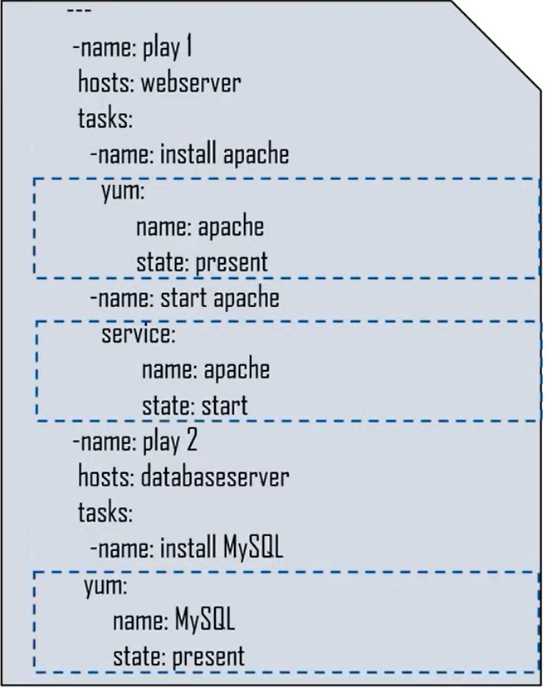 ---
-name: play 1
hosts: webserver
tasks:
-name: install apache
yum:
name: apache
state: present
-name: start apache
service:
name: apache
state: start
-name: play 2
hosts: databaseserver
tasks:
-name: install MySQL
yum:
name: MySQL
state: present